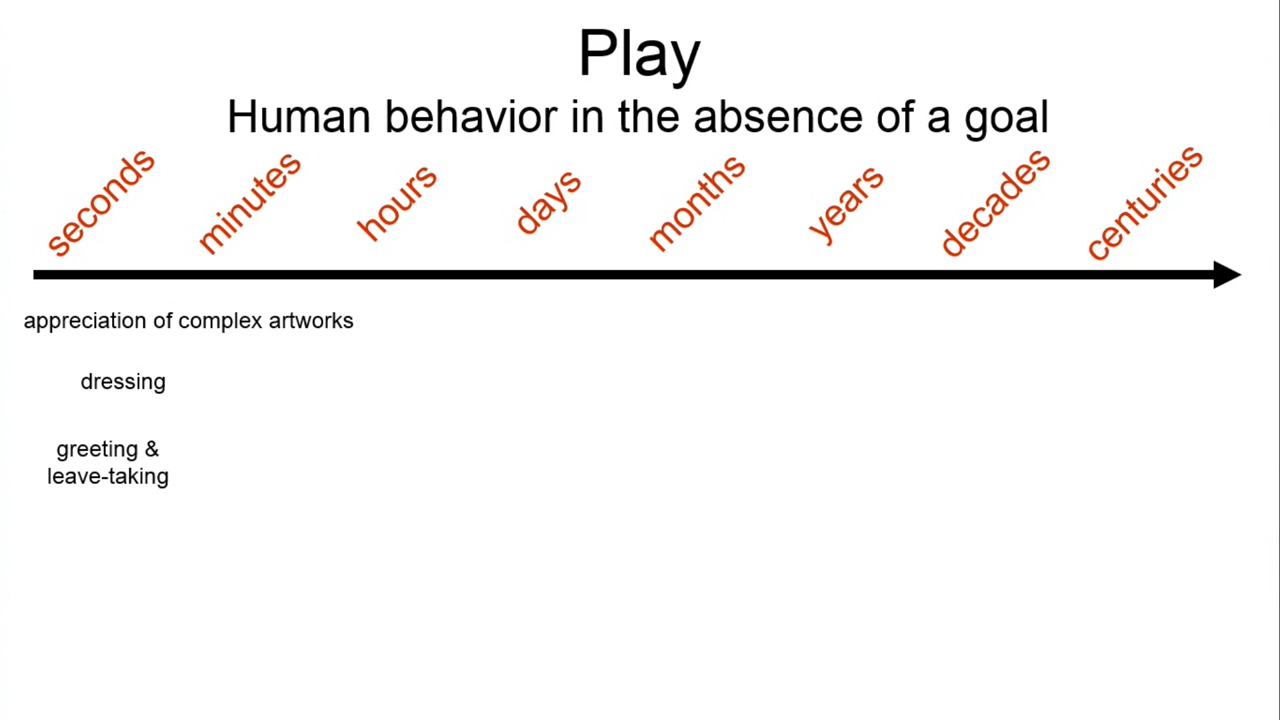 Play
Human behavior in the absence of a goal
seconds
minutes
hours
days
months
years
decades
centuries
appreciation of complex artworks
dressing
greeting &
leave-taking